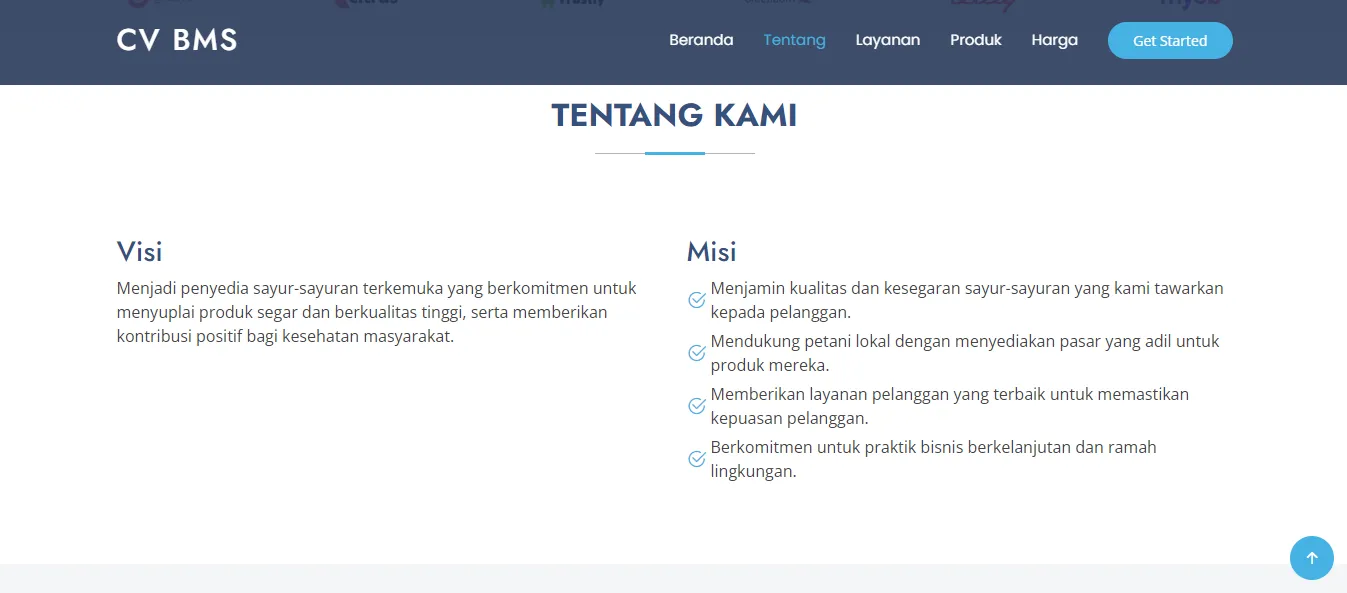 CV BMS
Beranda
Tentang
Layanan
Produk
Harga
Get Started
TENTANG KAMI
Visi
Menjadi penyedia sayur-sayuran terkemuka yang berkomitmen untuk
menyuplai produk segar dan berkualitas tinggi, serta memberikan
kontribusi positif bagi kesehatan masyarakat.
Misi
Menjamin kualitas dan kesegaran sayur-sayuran yang kami tawarkan
kepada pelanggan.
Mendukung petani lokal dengan menyediakan pasar yang adil untuk
produk mereka.
Memberikan layanan pelanggan yang terbaik untuk memastikan
kepuasan pelanggan.
Berkomitmen untuk praktik bisnis berkelanjutan dan ramah
lingkungan.